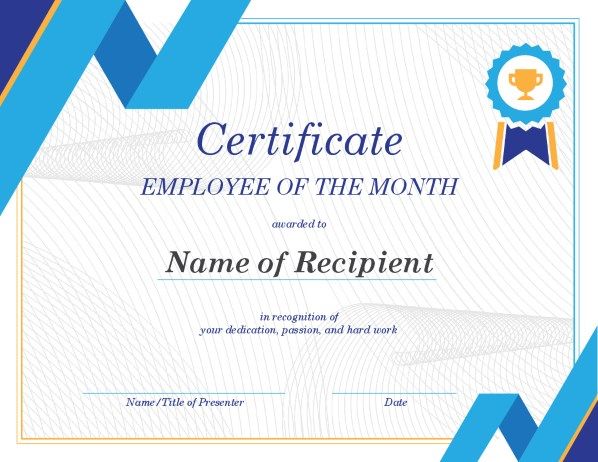 Certificate
EMPLOYEE OF THE MONTH
awarded to
Name of Recipient
in recognition of
your dedication, passion, and hard work
Name/Title of Presenter
Date